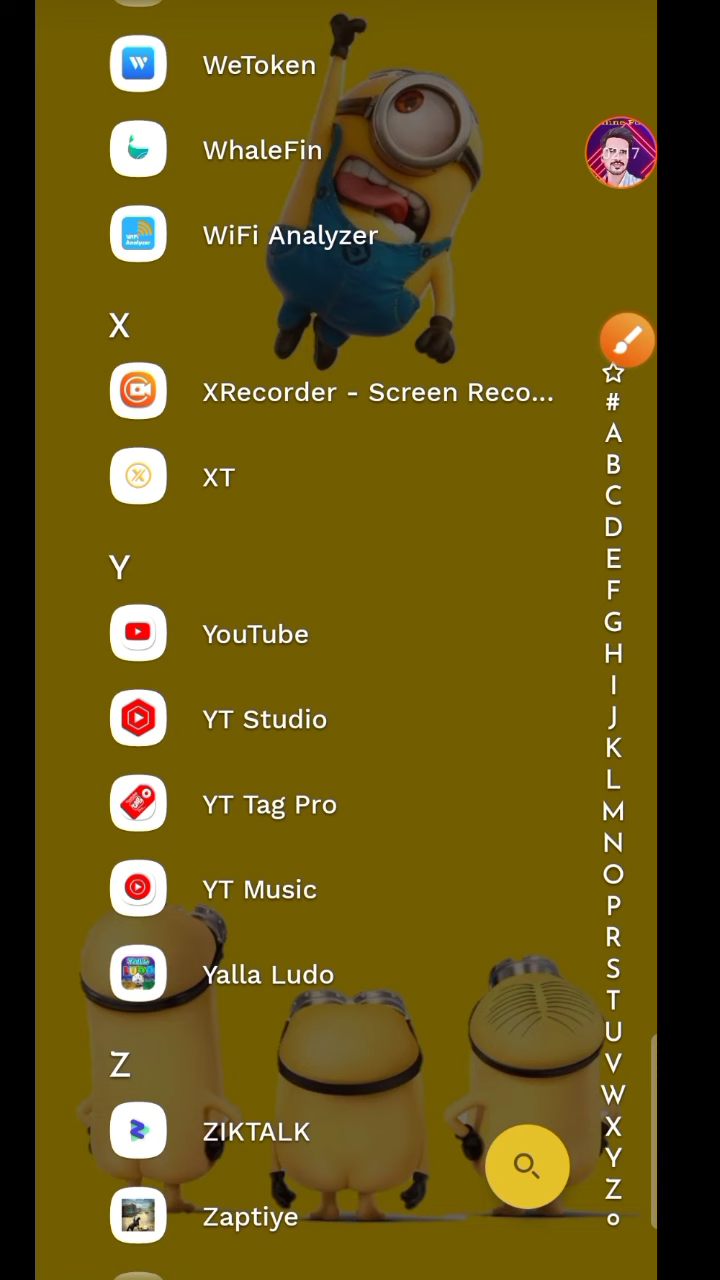 WeToken
WhaleFin
WiFi Analyzer
X
XRecorder - Screen Reco...
XT
Y
YouTube
YT Studio
YT Tag Pro
YT Music
Yalla Ludo
Z
ZIKTALK
Zaptiye
7
#
A
B
C
D
E
F
G
H
I
J
K
L
M
N
O
P
R
S
T
U
V
W
X
Y
Z